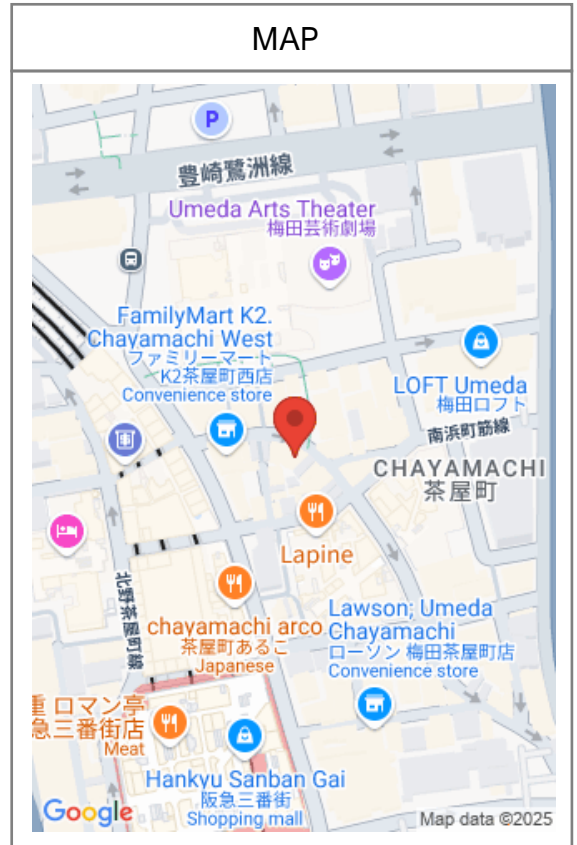 MAP
P
豊崎鷺洲線
Umeda Arts Theater
梅田芸術劇場
FamilyMart K2.
Chayamachi West
ファミリーマート
K2茶屋町西店
Convenience store
LOFT Umeda
梅田ロフト
南浜町筋線
CHAYAMACHI
茶屋町
Lapine
北野茶屋町線
chayamachi arco
茶屋町あるこ
Japanese
Lawson; Umeda
Chayamachi
ローソン 梅田茶屋町店
Convenience store
重 ロマン亭
急三番街店
Meat
Hankyu Sanban Gai
阪急三番街
Shopping mall
Google
Map data ©2025